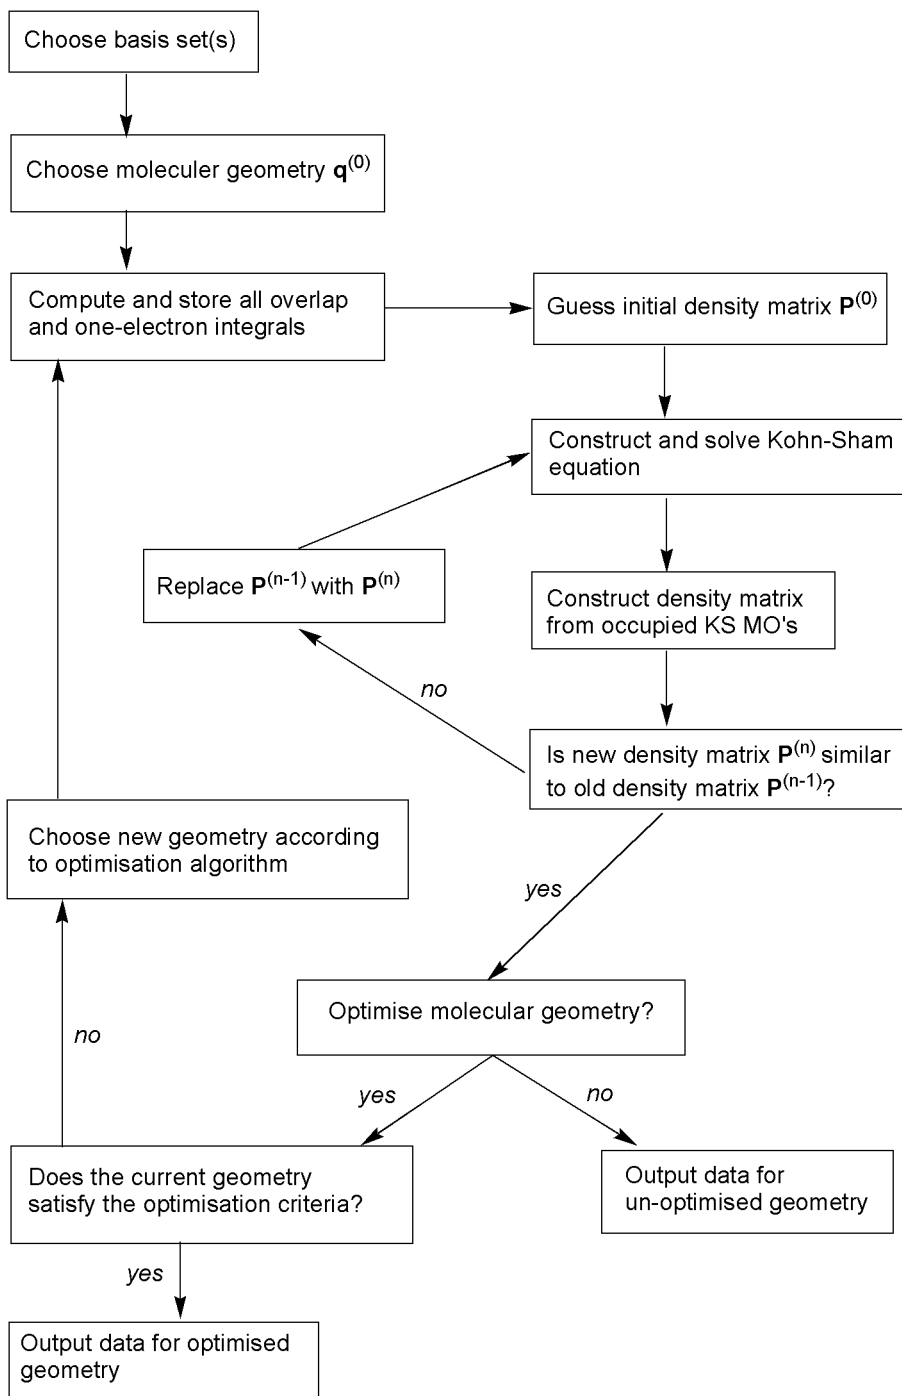 Choose basis set(s)
Choose moleculer geometry q(0)
Compute and store all overlap
and one-electron integrals
Guess initial density matrix P(0)
Construct and solve Kohn-Sham
equation
Replace P(n-1) with P(n)
Construct density matrix
from occupied KS MO's
no
Is new density matrix P(n) similar
to old density matrix P(n-1)?
Choose new geometry according
to optimisation algorithm
yes
Optimise molecular geometry?
no
yes
no
Does the current geometry
satisfy the optimisation criteria?
Output data for
un-optimised geometry
yes
Output data for optimised
geometry